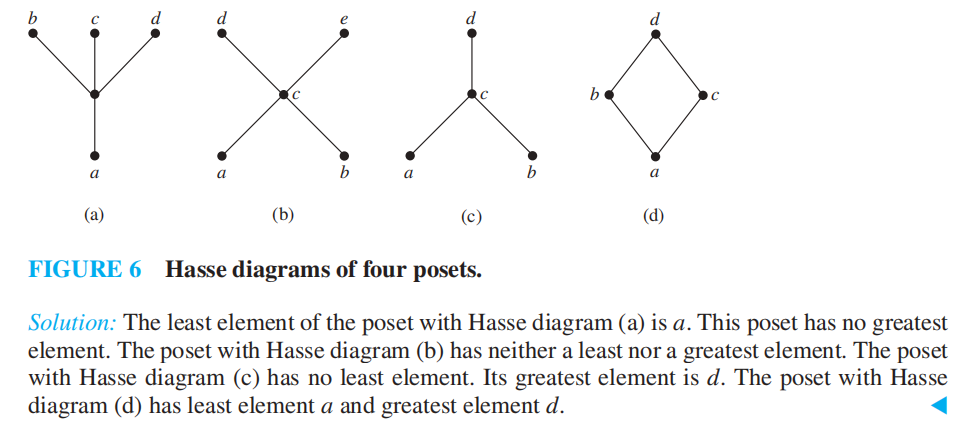 b c d d e d d
c c b c
a a b a b a
(a) (b) (c) (d)
FIGURE 6 Hasse diagrams of four posets.
Solution: The least element of the poset with Hasse diagram (a) is a. This poset has no greatest
element. The poset with Hasse diagram (b) has neither a least nor a greatest element. The poset
with Hasse diagram (c) has no least element. Its greatest element is d. The poset with Hasse
diagram (d) has least element a and greatest element d.